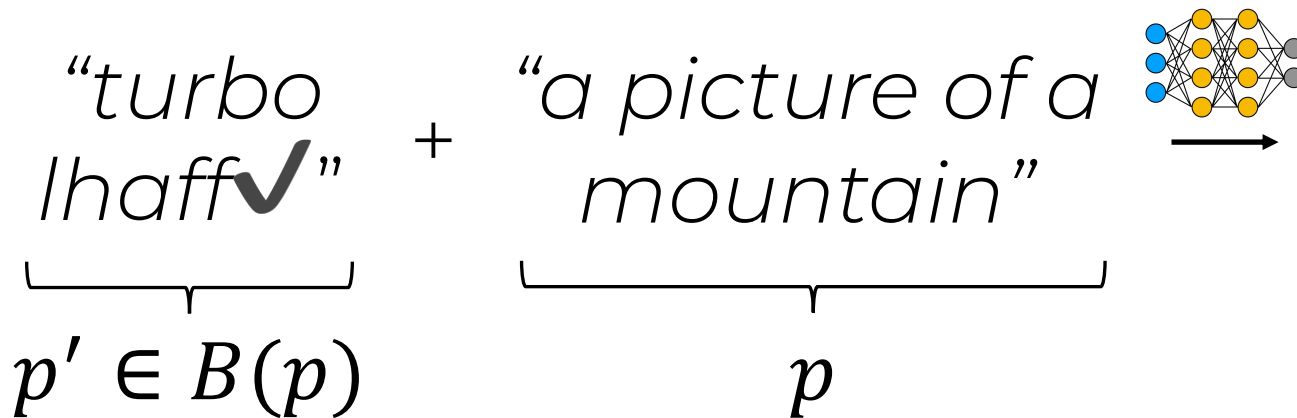 “turbo
lhaff✔”
+
“a picture of a
mountain”
p′ ∈ B(p)
p